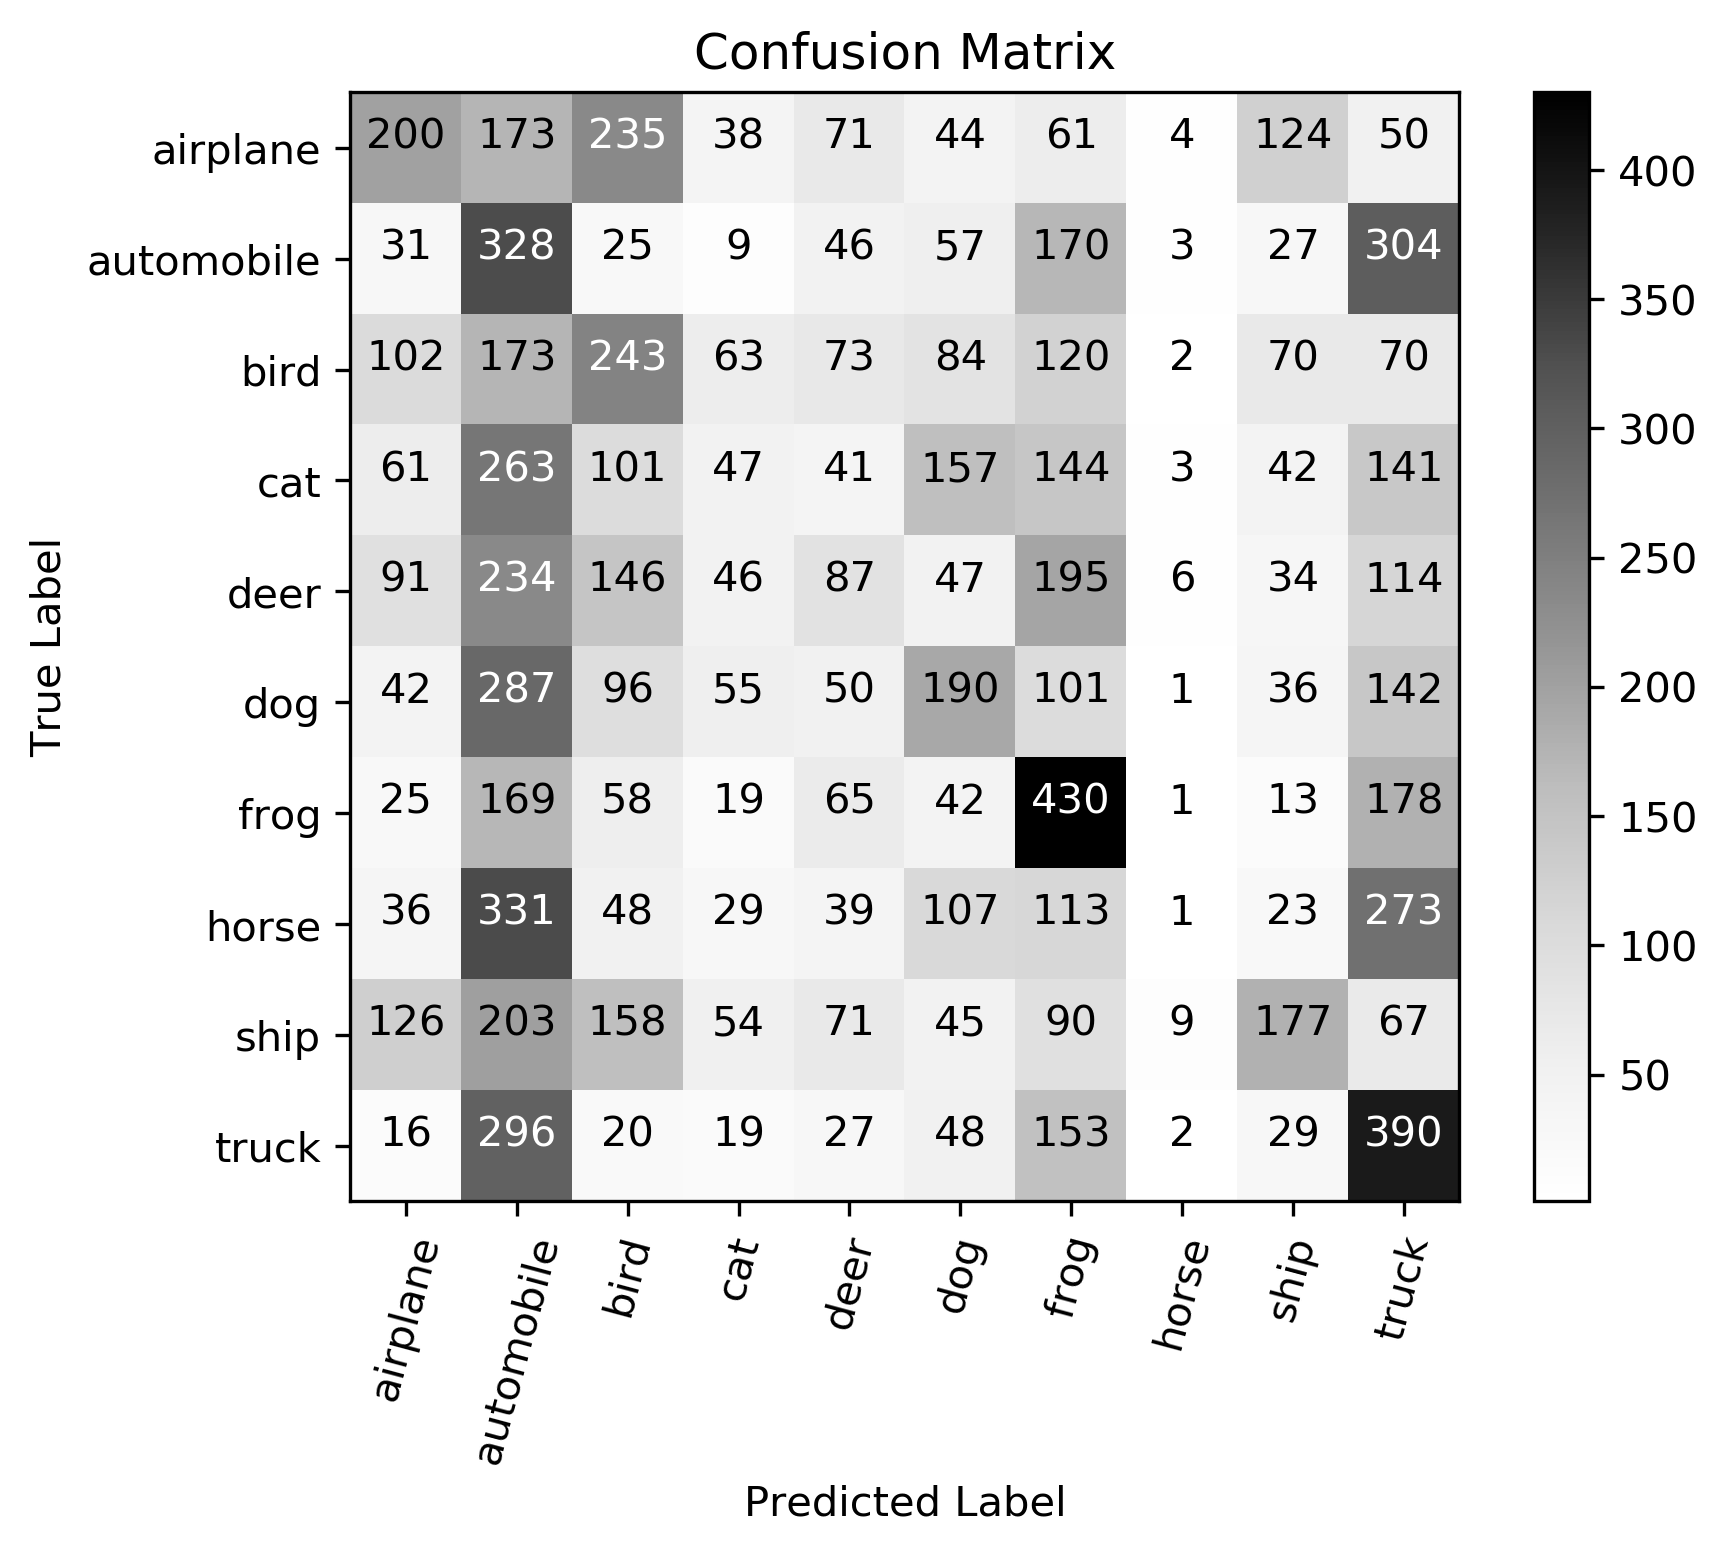 Confusion Matrix
airplane 200 173 235 38 71 44 61 4 124 50
automobile 31 328 25 9 46 57 170 3 27 304
bird 102 173 243 63 73 84 120 2 70 70
cat 61 263 101 47 41 157 144 3 42 141
deer 91 234 146 46 87 47 195 6 34 114
dog 42 287 96 55 50 190 101 1 36 142
frog 25 169 58 19 65 42 430 1 13 178
horse 36 331 48 29 39 107 113 1 23 273
ship 126 203 158 54 71 45 90 9 177 67
truck 16 296 20 19 27 48 153 2 29 390
True Label
airplane automobile bird cat deer dog frog horse ship truck
Predicted Label
400
350
300
250
200
150
100
50